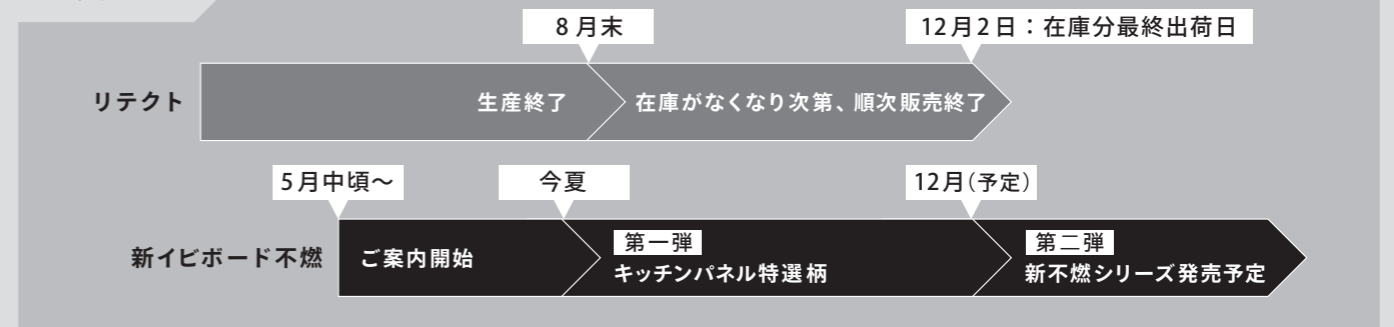 8月末
12月2日：在庫分最終出荷日
リテクト
生産終了
在庫がなくなり次第、順次販売終了
5月中頃～
今夏
12月(予定)
新イビボード不燃
ご案内開始
第一弾
キッチンパネル特選柄
第二弾
新不燃シリーズ発売予定